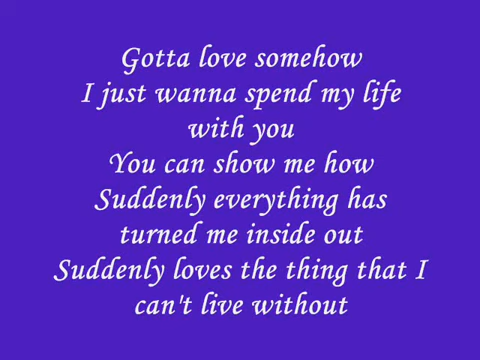 Gotta love somehow
I just wanna spend my life
with you
You can show me how
Suddenly everything has
turned me inside out
Suddenly loves the thing that I
can't live without